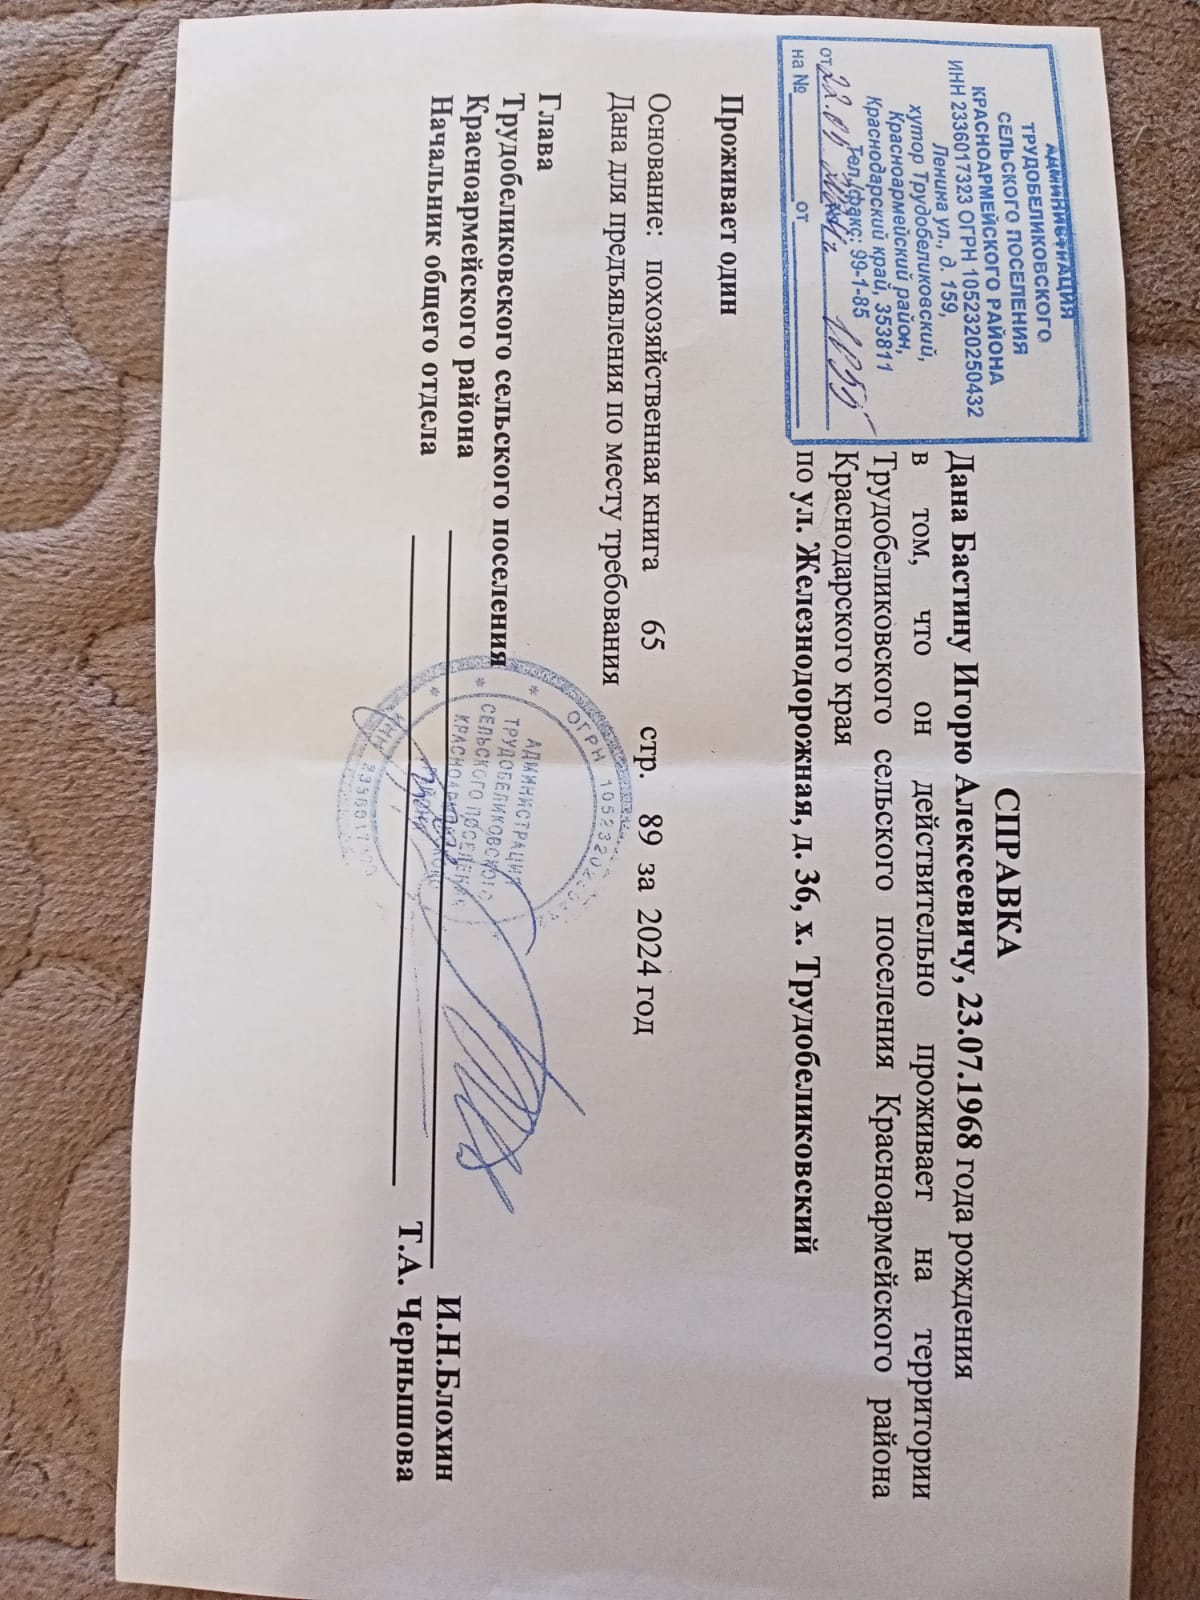 АДМИНИСТРАЦИЯ
ТРУДОБЕЛИКОВСКОГО
СЕЛЬСКОГО ПОСЕЛЕНИЯ
КРАСНОАРМЕЙСКОГО РАЙОНА
ИНН 2336017323 ОГРН 1052320250432
Ленина ул., д. 159,
хутор Трудобеликовский,
Красноармейский район,
Краснодарский край, 353811
Тел./факс: 99-1-85
от
на № от
СПРАВКА
Дана Бастину Игорю Алексеевичу, 23.07.1968 года рождения
в том, что он действительно проживает на территории
Трудобеликовского сельского поселения Красноармейского района
Краснодарского края
по ул. Железнодорожная, д. 36, х. Трудобеликовский
Проживает один
Основание: похозяйственная книга 65 стр. 89 за 2024 год
Дана для предъявления по месту требования
Глава
Трудобеликовского сельского поселения
Красноармейского района И.Н.Блохин
Начальник общего отдела Т.А. Чернышова
АДМИНИСТРАЦИЯ
ТРУДОБЕЛИКОВСКОГО
СЕЛЬСКОГО ПОСЕЛЕНИЯ